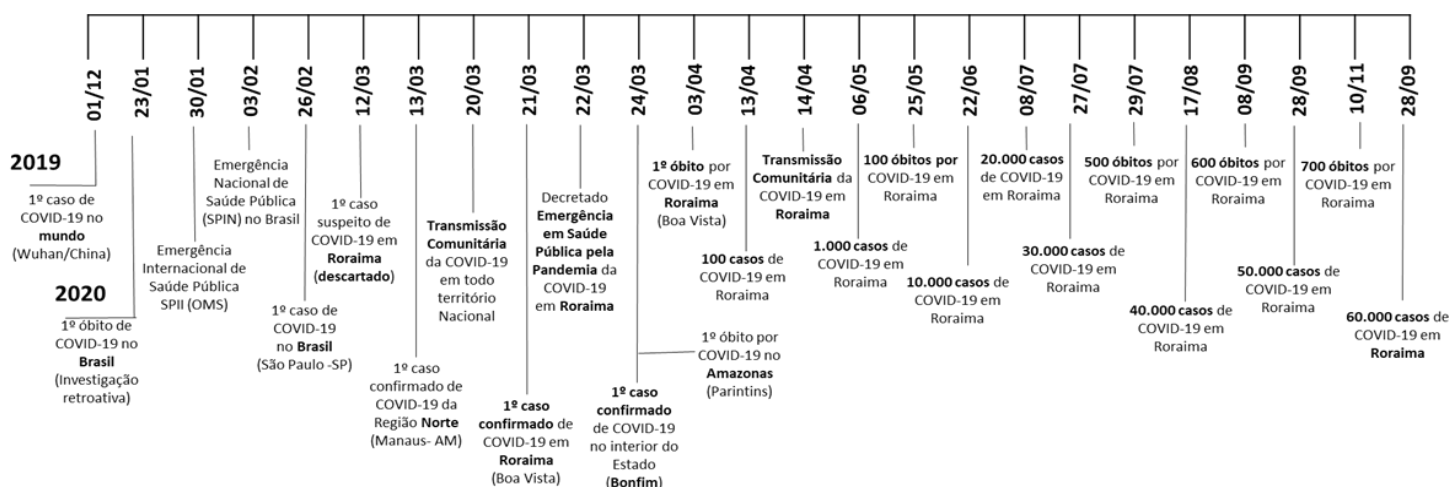 01/12
23/01
30/01
03/02
26/02
12/03
13/03
20/03
21/03
22/03
24/03
03/04
13/04
14/04
06/05
25/05
22/06
08/07
27/07
29/07
17/08
08/09
28/09
10/11
28/09
2019
1º caso de
COVID-19 no
mundo
(Wuhan/China)
2020
1º óbito de
COVID-19 no
Brasil
(Investigação
retroativa)
Emergência
Internacional de
Saúde Pública
SPII (OMS)
Emergência
Nacional de
Saúde Pública
(SPIN) no Brasil
1º caso de
COVID-19
no Brasil
(São Paulo -SP)
1º caso
suspeito de
COVID-19 em
Roraima
(descartado)
1º caso
confirmado de
COVID-19 da
Região Norte
(Manaus- AM)
Transmissão
Comunitária
da COVID-19
em todo
território
Nacional
1º caso
confirmado de
COVID-19 em
Roraima
(Boa Vista)
Decretado
Emergência
em Saúde
Pública pela
Pandemia da
COVID-19
em Roraima
1º caso
confirmado
de COVID-19
no interior do
Estado
(Bonfim)
1º óbito por
COVID-19 no
Amazonas
(Parintins)
1º óbito por
COVID-19 em
Roraima
(Boa Vista)
100 casos de
COVID-19 em
Roraima
Transmissão
Comunitária da
COVID-19 em
Roraima
1.000 casos de
COVID-19 em
Roraima
100 óbitos por
COVID-19 em
Roraima
10.000 casos de
COVID-19 em
Roraima
20.000 casos
de COVID-19
em Roraima
30.000 casos de
COVID-19 em
Roraima
500 óbitos por
COVID-19 em
Roraima
40.000 casos de
COVID-19 em
Roraima
600 óbitos por
COVID-19 em
Roraima
50.000 casos de
COVID-19 em
Roraima
700 óbitos por
COVID-19 em
Roraima
60.000 casos de
COVID-19 em
Roraima